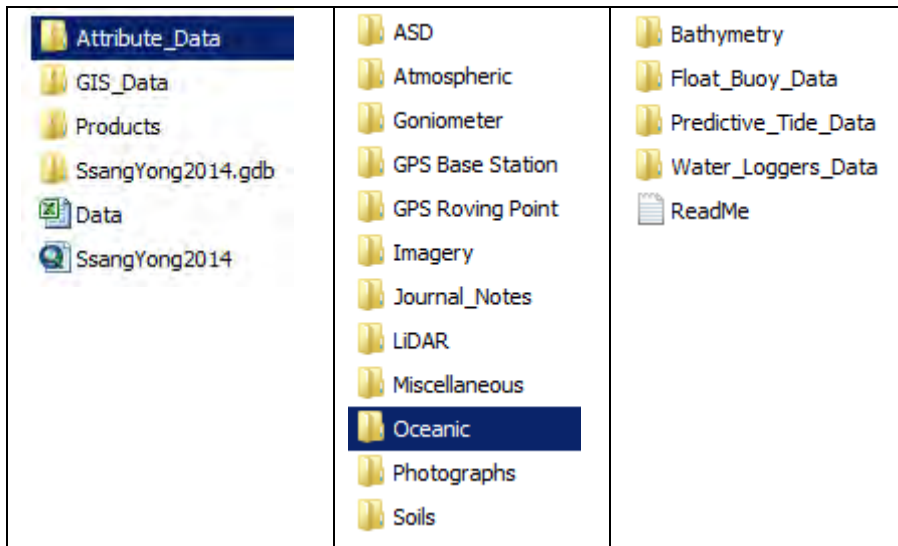 Attribute_Data
GIS_Data
Products
SsangYong2014.gdb
Data
SsangYong2014
ASD
Atmospheric
Goniometer
GPS Base Station
GPS Roving Point
Imagery
Journal_Notes
LiDAR
Miscellaneous
Oceanic
Photographs
Soils
Bathymetry
Float_Buoy_Data
Predictive_Tide_Data
Water_Loggers_Data
ReadMe